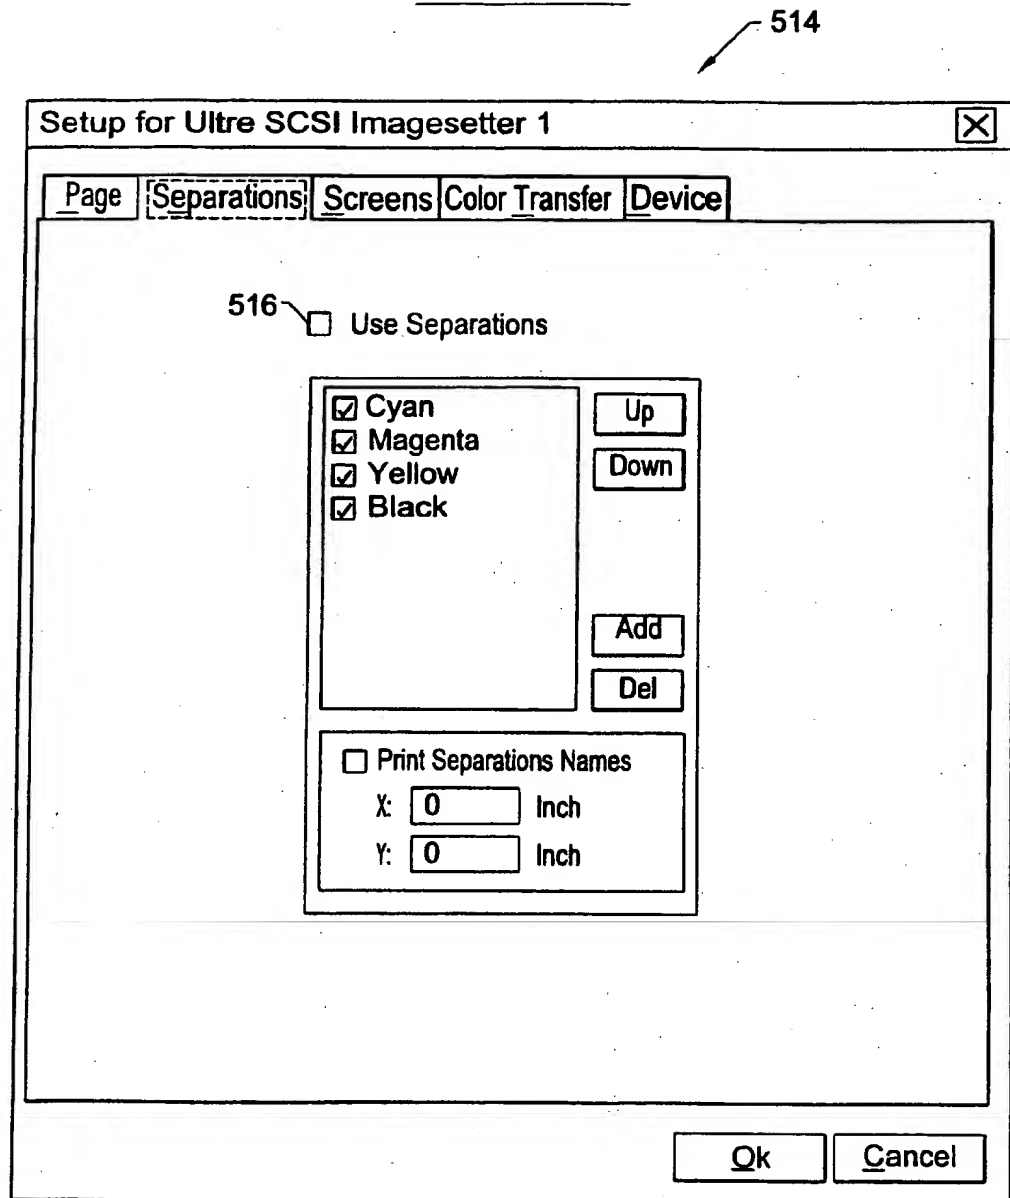 514
Setup for Ultre SCSI Imagesetter 1
Page Separations Screens Color Transfer Device
516
Use Separations
Cyan
Magenta
Yellow
Black
Up
Down
Add
Del
Print Separations Names
X: 0 Inch
Y: 0 Inch
Ok Cancel